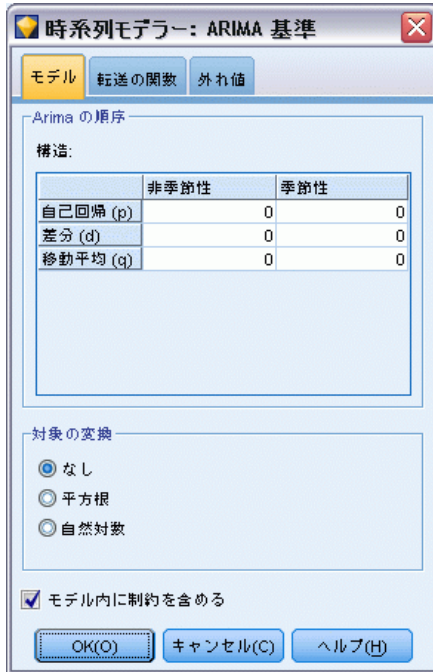 時系列モデラー: ARIMA 基準
モデル 転送の関数 外れ値
Arima の順序
構造:
非季節性 季節性
自己回帰 (p) 0 0
差分 (d) 0 0
移動平均 (q) 0 0
対象の変換
なし
平方根
自然対数
モデル内に制約を含める
OK(O) キャンセル(C) ヘルプ(H)